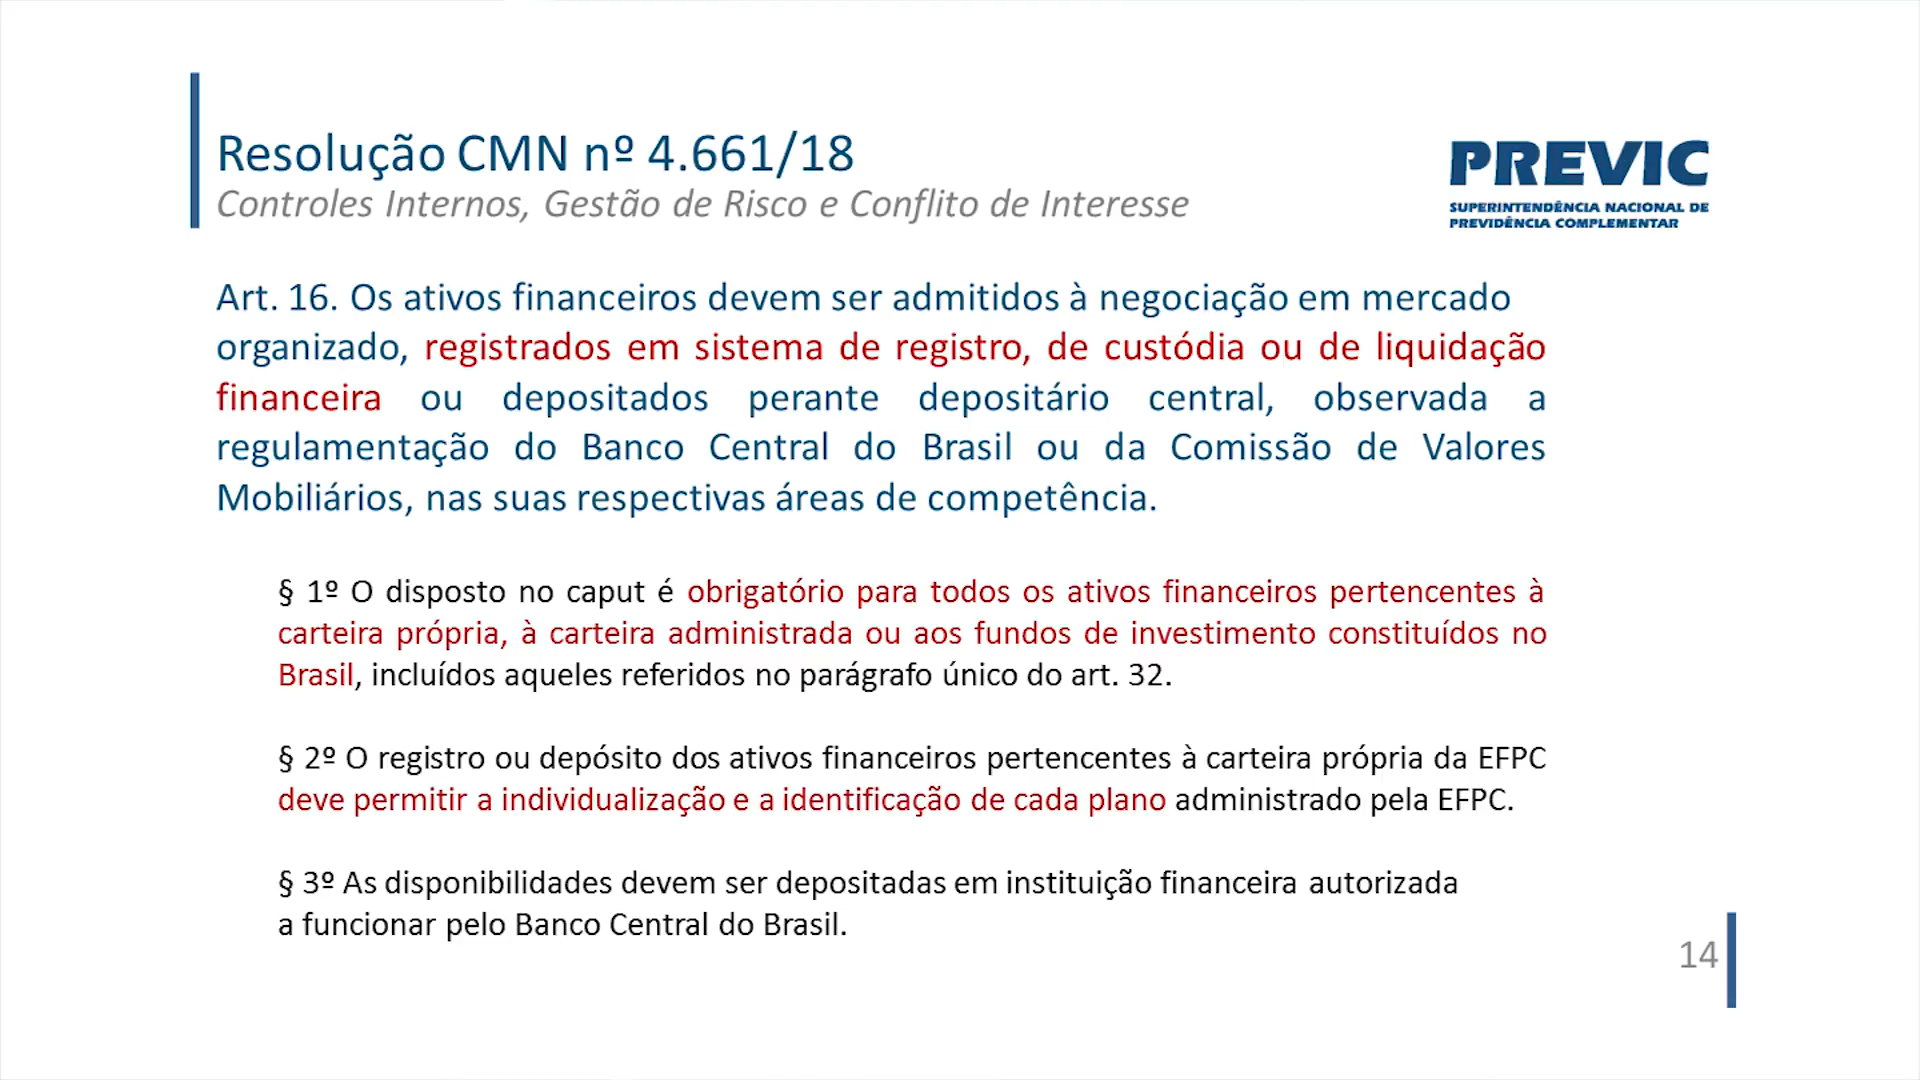 Resolução CMN nº 4.661/18
Controles Internos, Gestão de Risco e Conflito de Interesse
PREVIC
SUPERINTENDÊNCIA NACIONAL DE
PREVIDÊNCIA COMPLEMENTAR
Art. 16. Os ativos financeiros devem ser admitidos à negociação em mercado
organizado, registrados em sistema de registro, de custódia ou de liquidação
financeira ou depositados perante depositário central, observada a
regulamentação do Banco Central do Brasil ou da Comissão de Valores
Mobiliários, nas suas respectivas áreas de competência.
§ 1º O disposto no caput é obrigatório para todos os ativos financeiros pertencentes à
carteira própria, à carteira administrada ou aos fundos de investimento constituídos no
Brasil, incluídos aqueles referidos no parágrafo único do art. 32.
§ 2º O registro ou depósito dos ativos financeiros pertencentes à carteira própria da EFPC
deve permitir a individualização e a identificação de cada plano administrado pela EFPC.
§ 3º As disponibilidades devem ser depositadas em instituição financeira autorizada
a funcionar pelo Banco Central do Brasil.
14